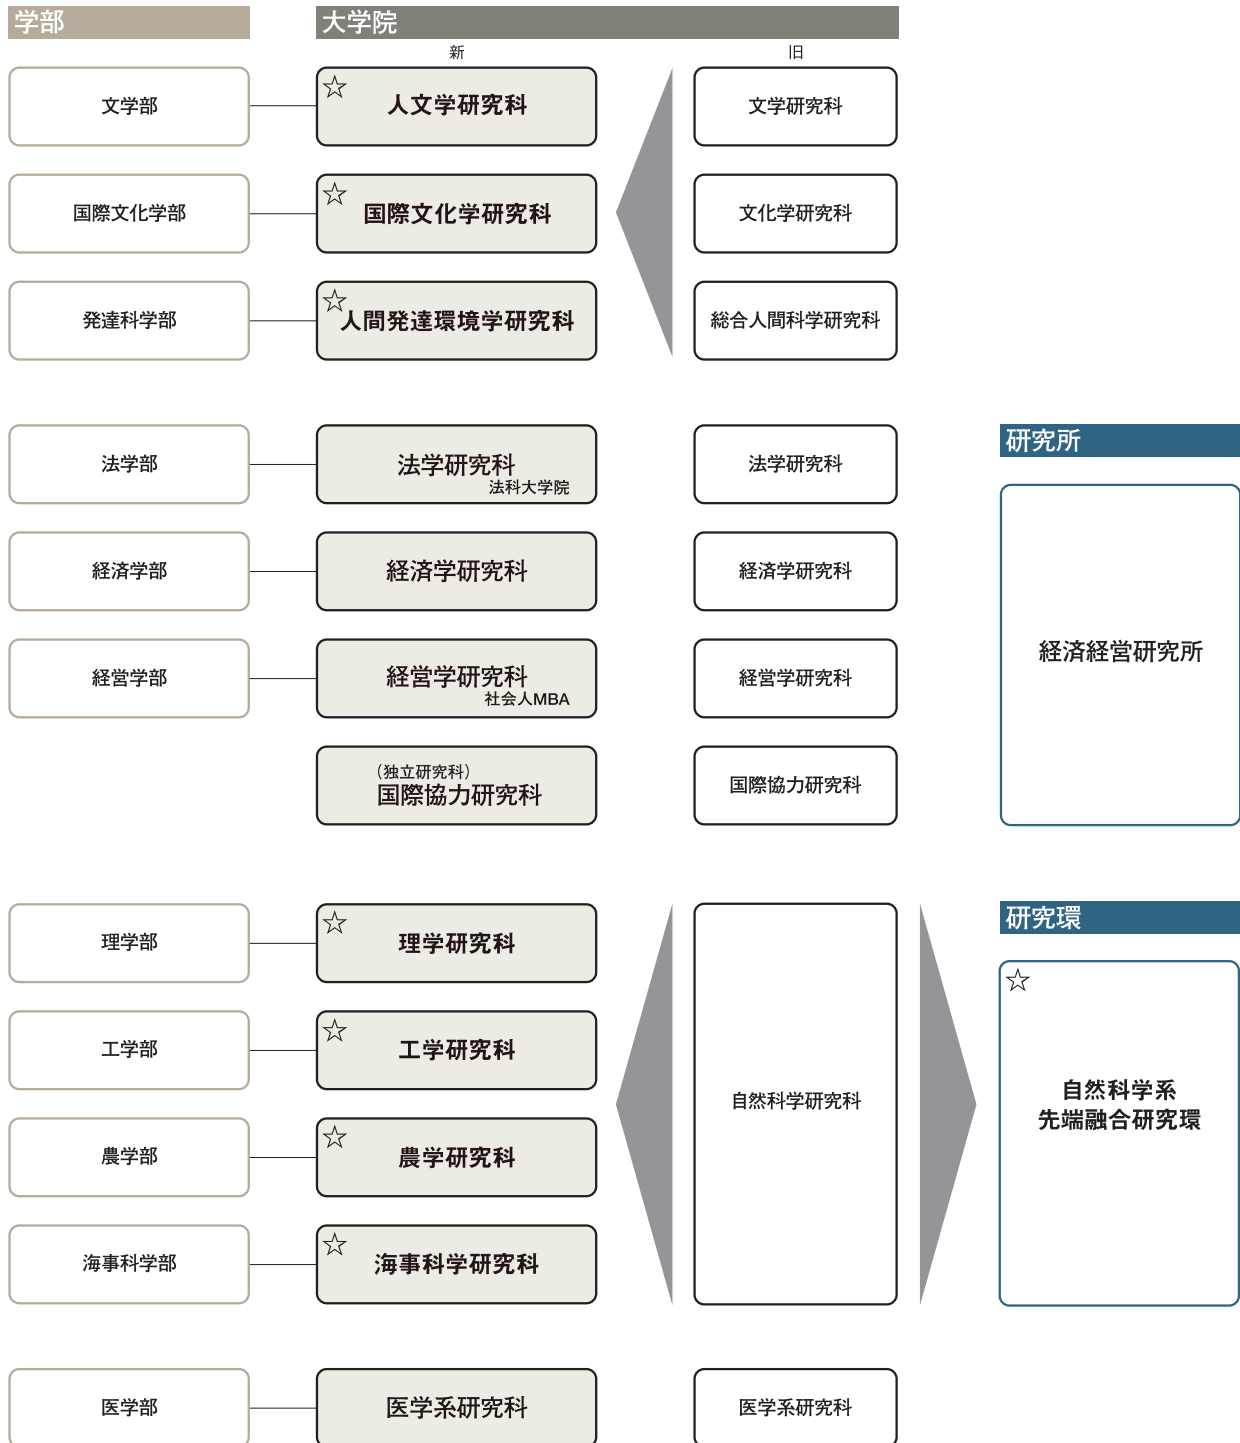 学部
大学院
新
旧
文学部
☆
人文学研究科
文学研究科
国際文化学部
☆
国際文化学研究科
文化学研究科
発達科学部
☆
人間発達環境学研究科
総合人間科学研究科
法学部
法学研究科
法科大学院
法学研究科
研究所
経済学部
経済学研究科
経済学研究科
経済経営研究所
経営学部
経営学研究科
社会人MBA
経営学研究科
（独立研究科）
国際協力研究科
国際協力研究科
理学部
☆
理学研究科
研究環
工学部
☆
工学研究科
自然科学研究科
☆
自然科学系
先端融合研究環
農学部
☆
農学研究科
海事科学部
☆
海事科学研究科
医学部
医学系研究科
医学系研究科